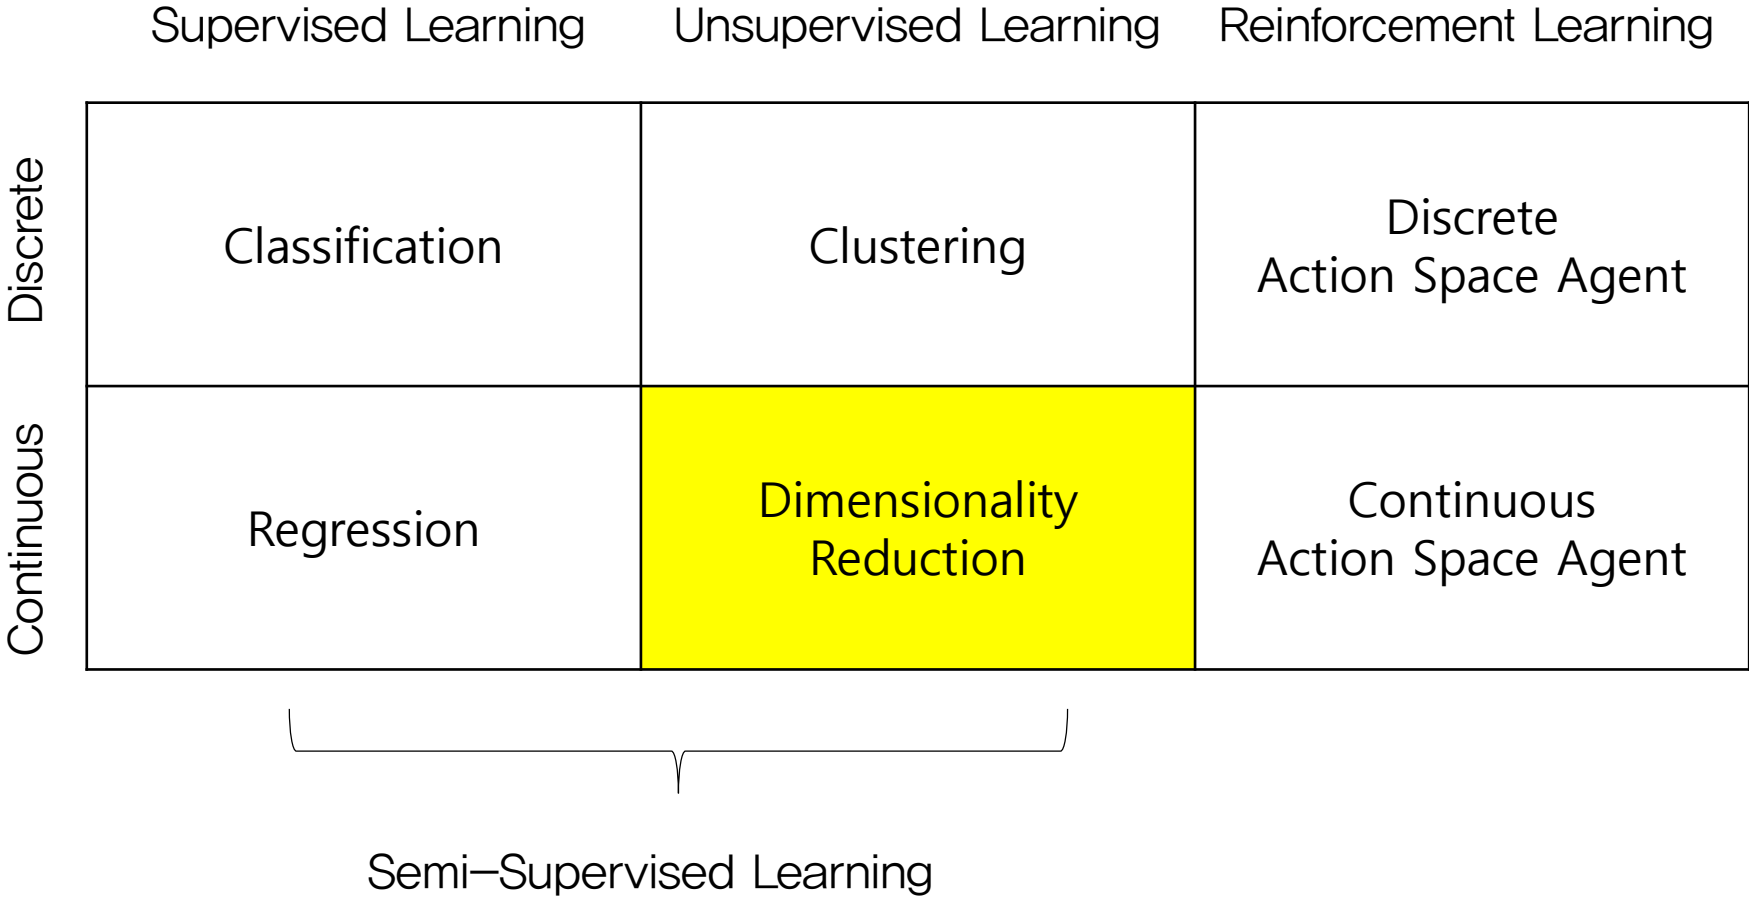 Supervised Learning
Unsupervised Learning
Reinforcement Learning
Discrete
Classification
Clustering
Discrete
Action Space Agent
Continuous
Regression
Dimensionality
Reduction
Continuous
Action Space Agent
Semi-Supervised Learning